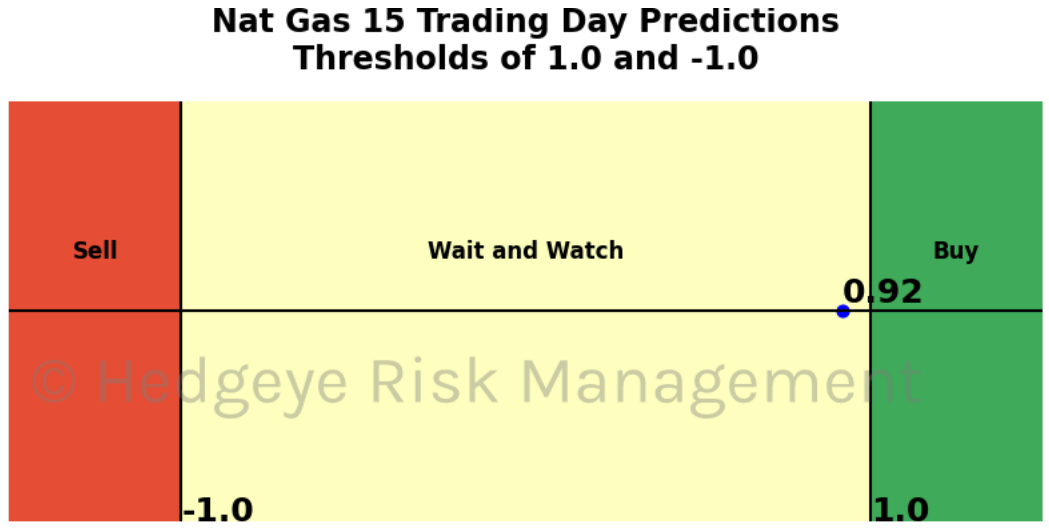 Nat Gas 15 Trading Day Predictions
Thresholds of 1.0 and -1.0
Sell
Wait and Watch
Buy
0.92
© Hedgeye Risk Management
-1.0
1.0